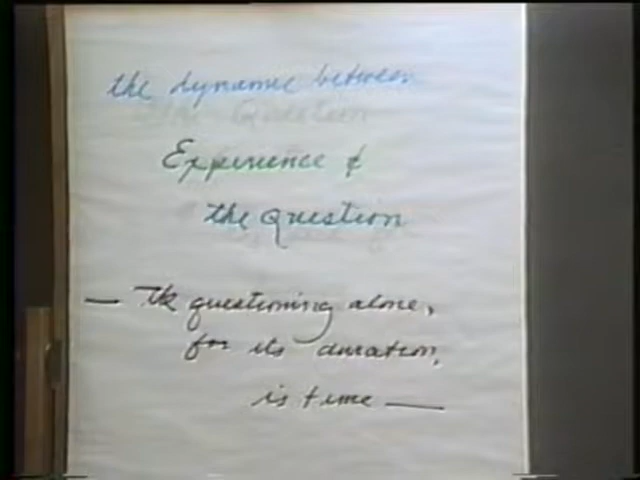 the dynamic between
Experience &
the question
— The questioning alone,
for its duration,
is time —